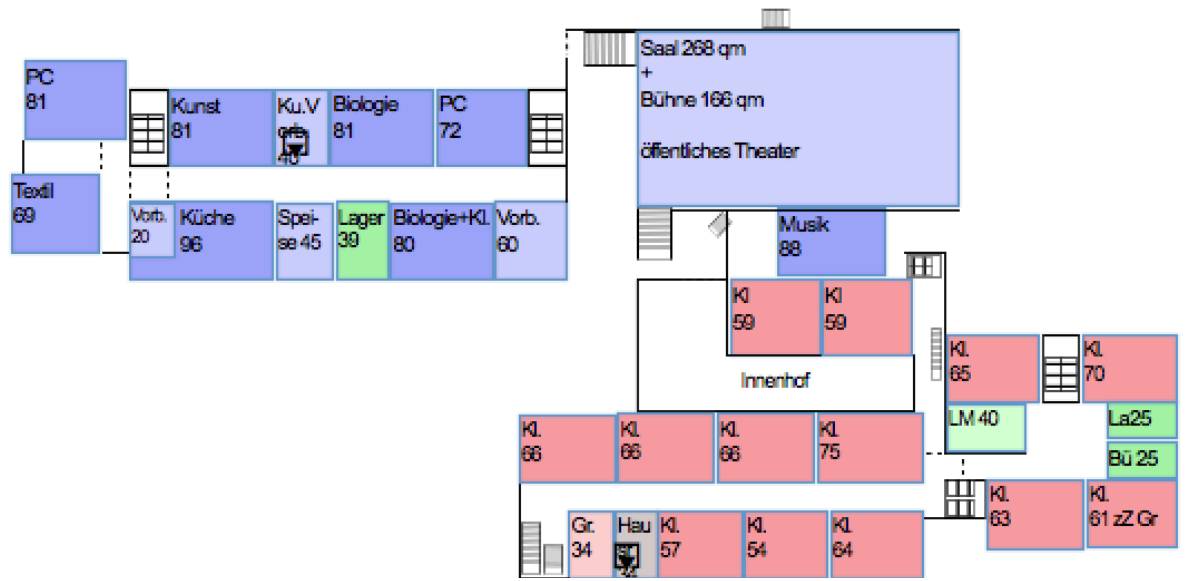 PC
81
Kunst
81
Ku.V
orb.
40
Biologie
81
PC
72
Saal 268 qm
+
Bühne 166 qm
öffentliches Theater
Textil
69
Vorb.
20
Küche
96
Spei-
se 45
Lager
39
Biologie+Kl.
80
Vorb.
60
Musik
88
Kl
59
Kl
59
Innenhof
Kl.
65
Kl.
70
LM 40
La25
Bü 25
Kl.
66
Kl.
66
Kl.
66
Kl.
75
Kl.
63
Kl.
61 zZ Gr
Gr.
34
Hau
Kl.
57
Kl.
54
Kl.
64